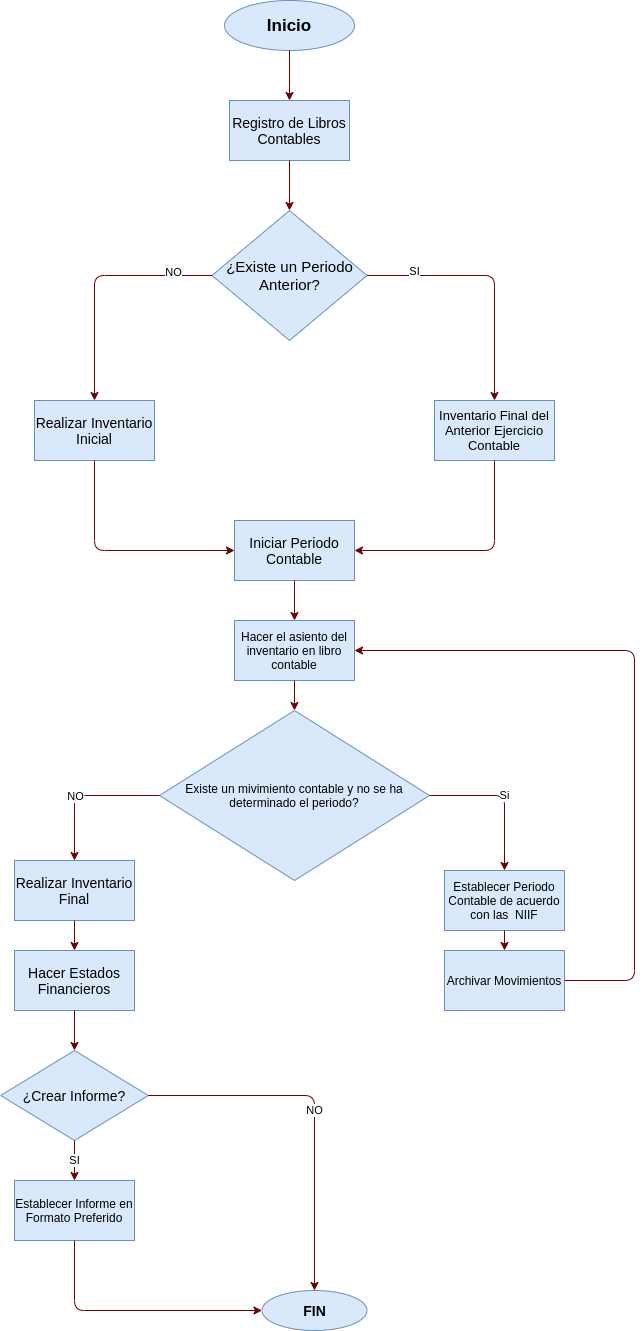 Inicio
Registro de Libros
Contables
¿Existe un Periodo
Anterior?
NO
SI
Realizar Inventario
Inicial
Inventario Final del
Anterior Ejercicio
Contable
Iniciar Periodo
Contable
Hacer el asiento del
inventario en libro
contable
Existe un mivimiento contable y no se ha
determinado el periodo?
NO
Si
Realizar Inventario
Final
Establecer Periodo
Contable de acuerdo
con las NIIF
Hacer Estados
Financieros
Archivar Movimientos
¿Crear Informe?
NO
SI
Establecer Informe en
Formato Preferido
FIN